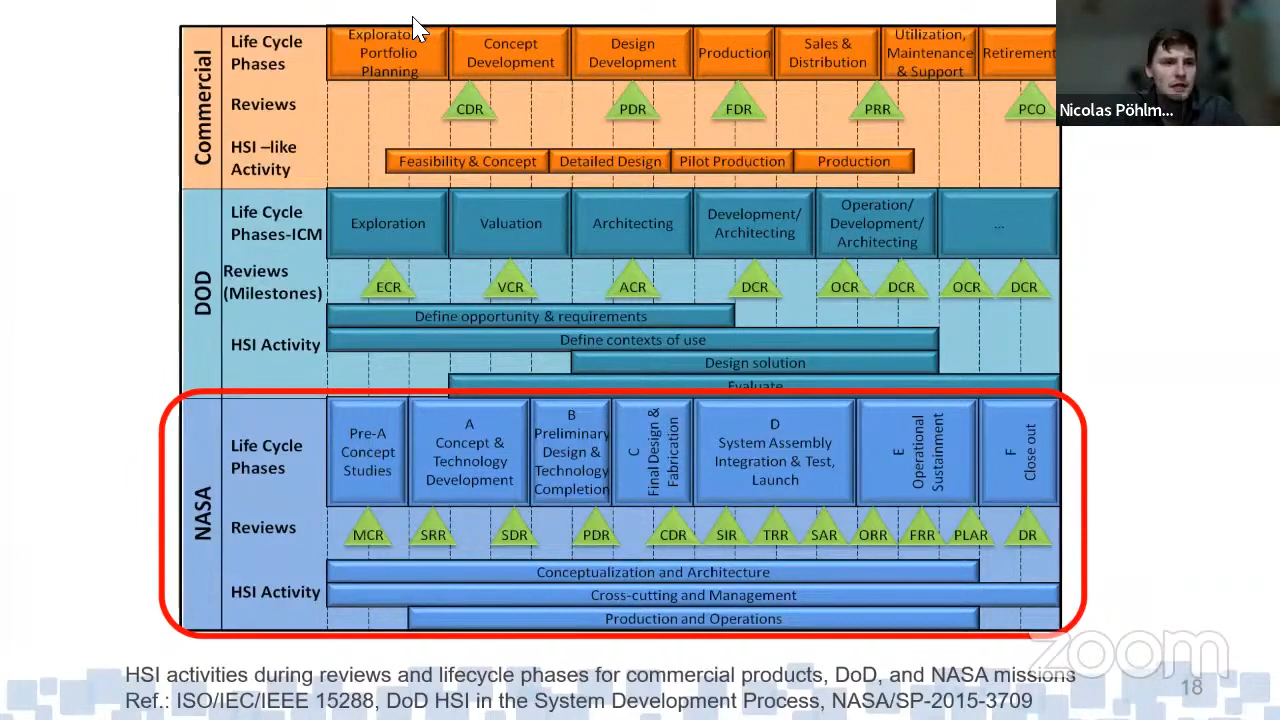 Commercial
Life Cycle
Phases
Portfolio
Planning
Concept
Development
Design
Development
Production
Sales &
Distribution
Utilization,
Maintenance
& Support
Retirement
Reviews
CDR
PDR
FDR
PRR
PCO
Nicolas Pöhlm...
HSI –like
Activity
Feasibility & Concept
Detailed Design
Pilot Production
Production
DOD
Life Cycle
Phases-ICM
Exploration
Valuation
Architecting
Development/
Architecting
Operation/
Development/
Architecting
...
Reviews
(Milestones)
ECR
VCR
ACR
DCR
OCR
DCR
OCR
DCR
HSI Activity
Define opportunity & requirements
Define contexts of use
Design solution
Evaluate
NASA
Life Cycle
Phases
Pre-A
Concept
Studies
A
Concept &
Technology
Development
B
Preliminary
Design &
Technology
Completion
C
Final Design &
Fabrication
D
System Assembly
Integration & Test,
Launch
E
Operational
Sustainment
F
Close out
Reviews
MCR
SRR
SDR
PDR
CDR
SIR
TRR
SAR
ORR
FRR
PLAR
DR
HSI Activity
Conceptualization and Architecture
Cross-cutting and Management
Production and Operations
HSI activities during reviews and lifecycle phases for commercial products, DoD, and NASA missions
Ref.: ISO/IEC/IEEE 15288, DoD HSI in the System Development Process, NASA/SP-2015-3709
zoom
18